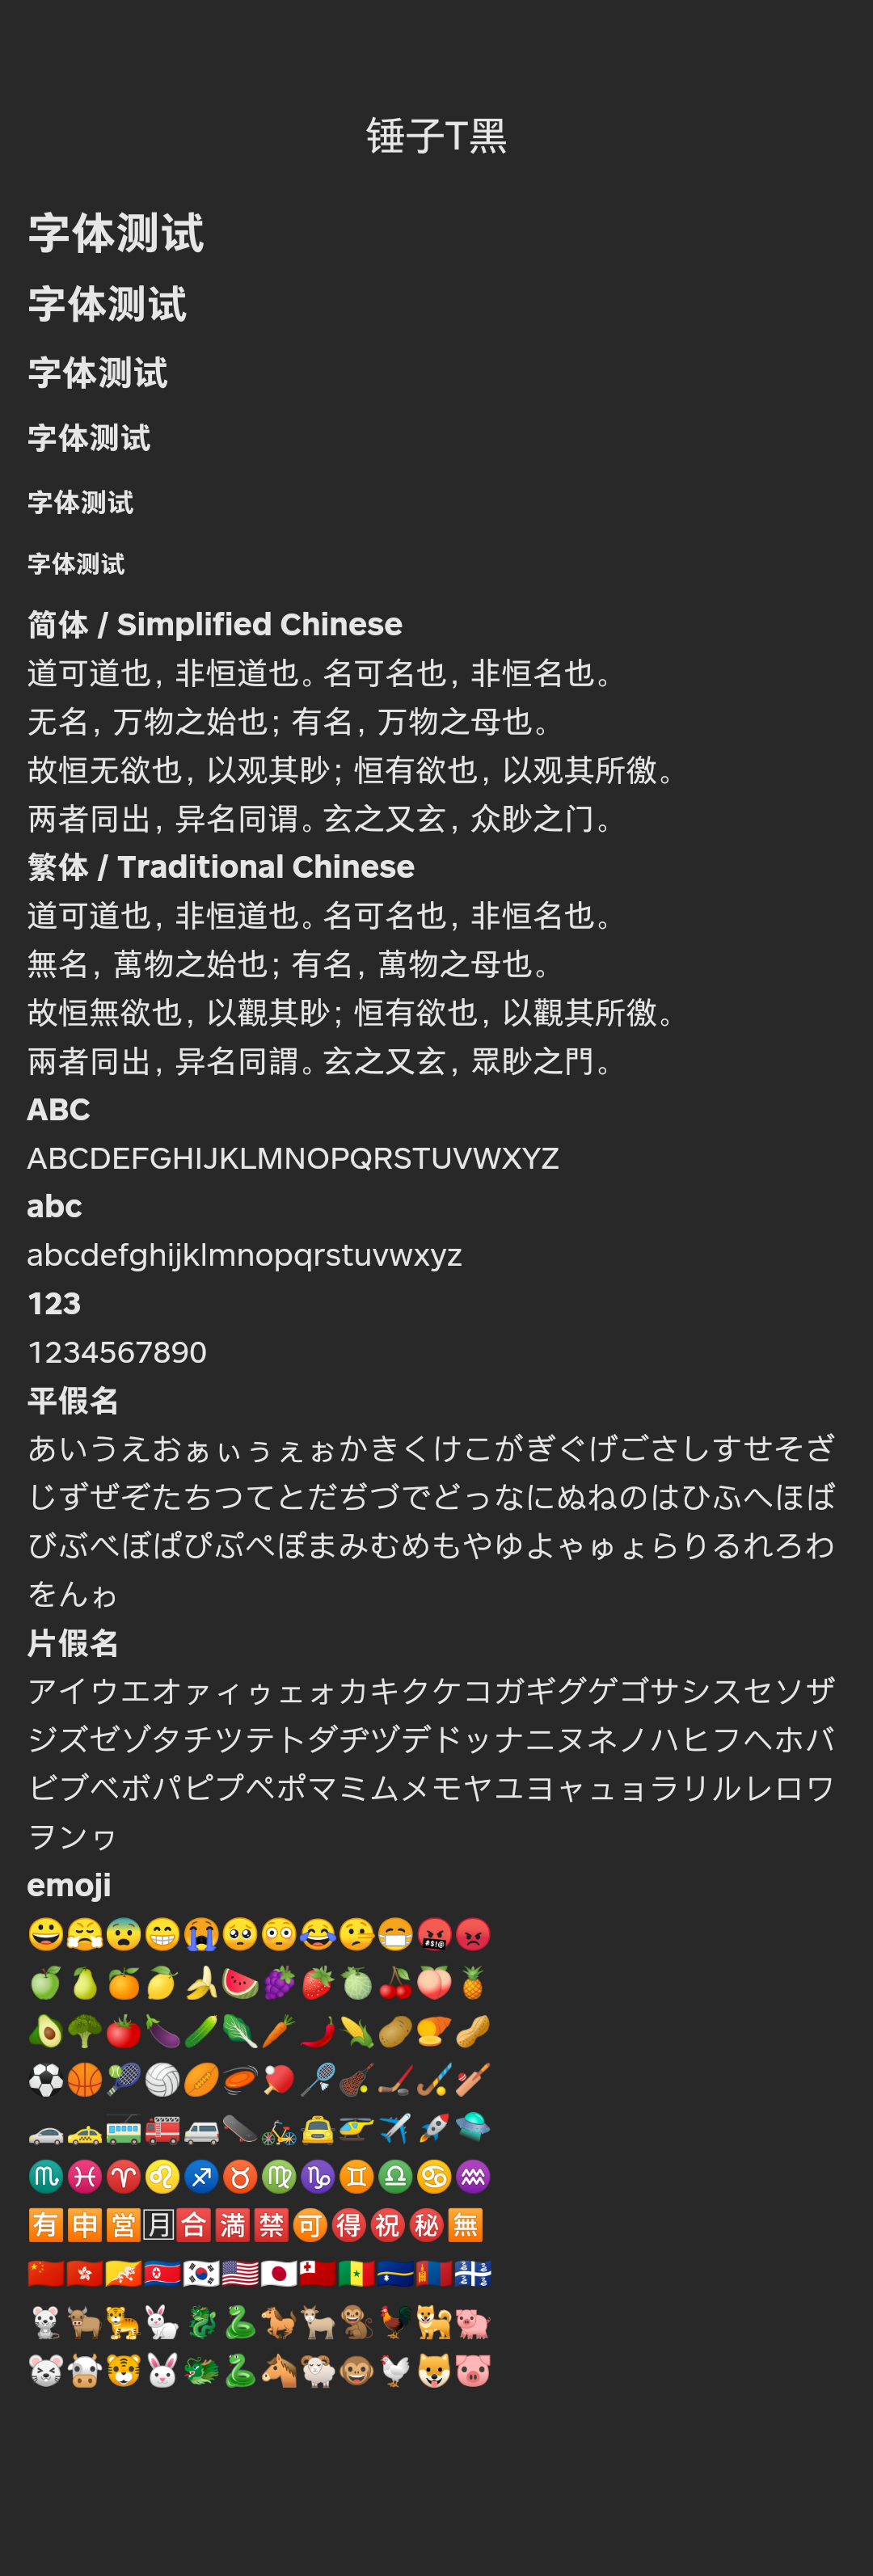 锤子T黑
字体测试
字体测试
字体测试
字体测试
字体测试
字体测试
简体 / Simplified Chinese
道可道也，非恒道也。名可名也，非恒名也。
无名，万物之始也；有名，万物之母也。
故恒无欲也，以观其眇；恒有欲也，以观其所徼。
两者同出，异名同谓。玄之又玄，众眇之门。
繁体 / Traditional Chinese
道可道也，非恒道也。名可名也，非恒名也。
無名，萬物之始也；有名，萬物之母也。
故恒無欲也，以觀其眇；恒有欲也，以觀其所徼。
兩者同出，异名同謂。玄之又玄，眾眇之門。
ABC
ABCDEFGHIJKLMNOPQRSTUVWXYZ
abc
abcdefghijklmnopqrstuvwxyz
123
1234567890
平假名
あいうえおぁぃぅぇぉかきくけこがぎぐげごさしすせそざ
じずぜぞたちつてとだぢづでどっなにぬねのはひふへほば
びぶべぼぱぴぷぺぽまみむめもやゆよゃゅょらりるれろわ
をんゎ
片假名
アイウエオァィゥェォカキクケコガギグゲゴサシスセソザ
ジズゼゾタチツテトダヂヅデドッナニヌネノハヒフヘホバ
ビブベボパピプペポマミムメモヤユヨャュョラリルレロワ
ヲンヮ
emoji
😀😤😨😁😭🥺😳😂🤥😷🤬😡
🍏🍐🍊🍋🍌🍉🍇🍓🍈🍒🍑🍍
🥑🥦🍅🍆🥒🥬🥕🌶🌽🥔🍠🥜
⚽🏀🎾🏐🏉🥏🏓🏸🥍🏒🏑🏏
🚗🚕🚎🚒🚐🛹🚲🚖🚁✈🚀🛸
♏♓♈♌♐♉♍♑♊♎♋♒
🈶🈸🈺🈷🈴🈵🈲🉑🉐㊗㊙🈚
🇨🇳🇭🇰🇧🇹🇰🇵🇰🇷🇺🇸🇯🇵🇹🇴🇸🇳🇳🇷🇲🇳🇲🇶
🐁🐂🐅🐇🐉🐍🐎🐐🐒🐓🐕🐖
🐭🐮🐯🐰🐲🐍🐴🐏🐵🐔🐶🐷